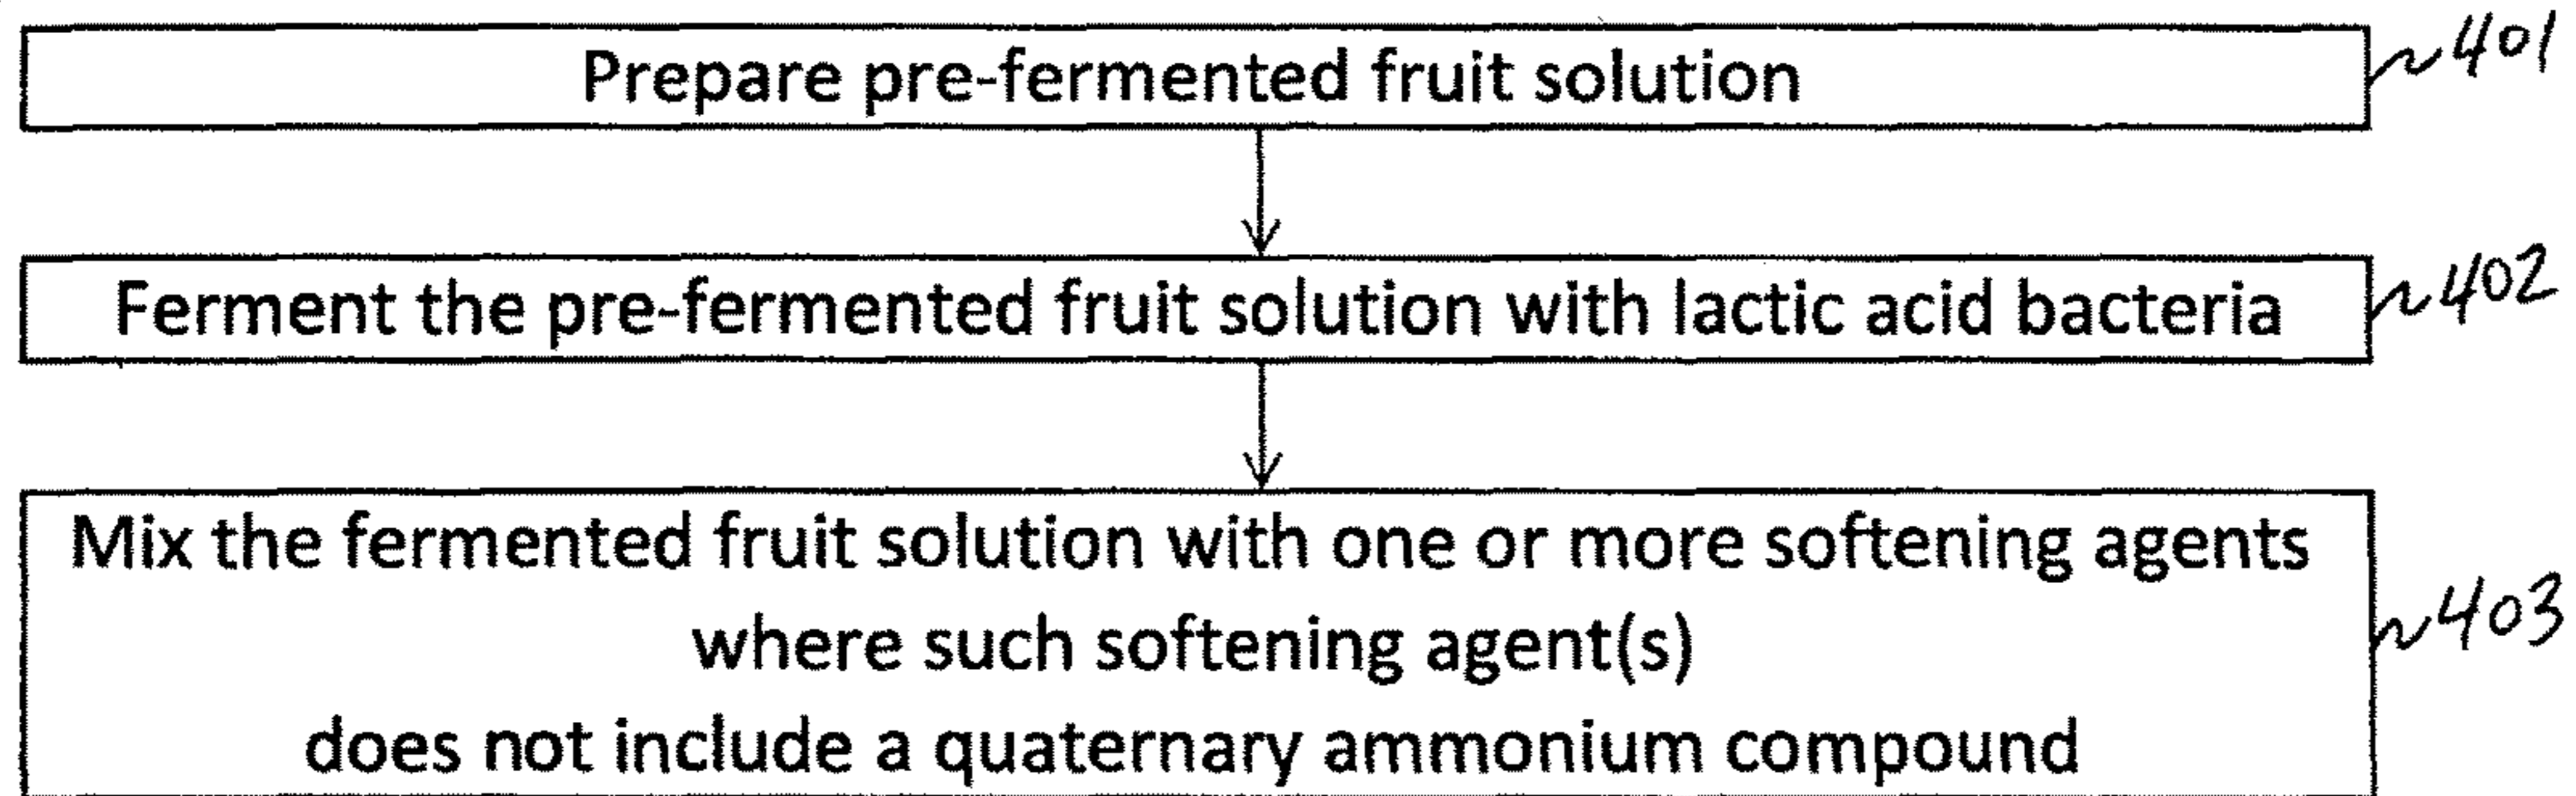 Prepare pre-fermented fruit solution
401
Ferment the pre-fermented fruit solution with lactic acid bacteria
402
Mix the fermented fruit solution with one or more softening agents
where such softening agent(s)
403
does not include a quaternary ammonium compound